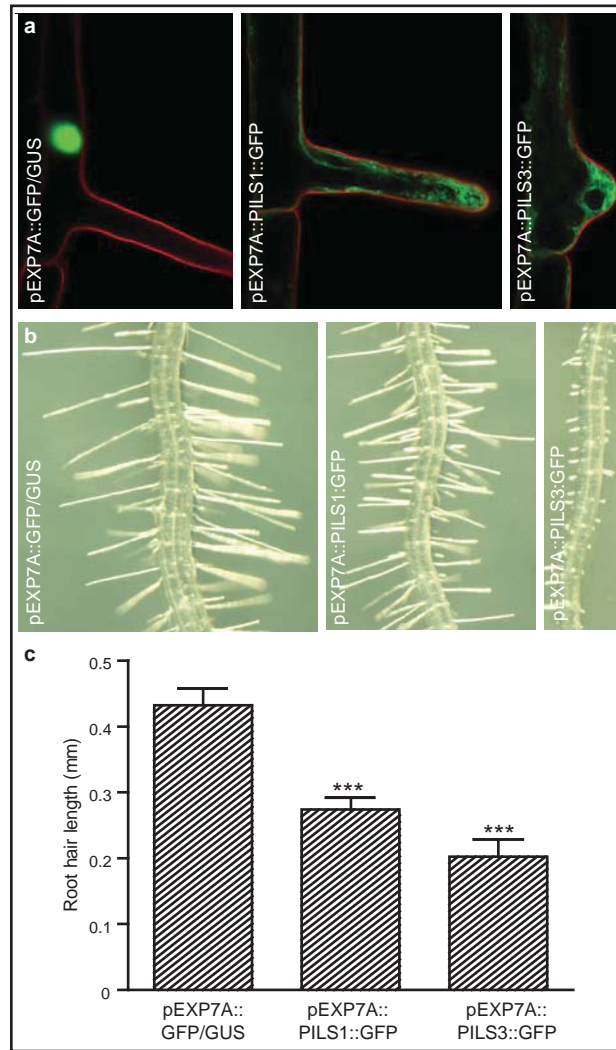 a
pEXP7A::GFP/GUS
pEXP7A::PILS1::GFP
pEXP7A::PILS3::GFP
b
pEXP7A::GFP/GUS
pEXP7A::PILS1:GFP
pEXP7A::PILS3:GFP
c
Root hair length (mm)
0.5
0.4
0.3
0.2
0.1
0
***
***
pEXP7A::
GFP/GUS
pEXP7A::
PILS1::GFP
pEXP7A::
PILS3::GFP